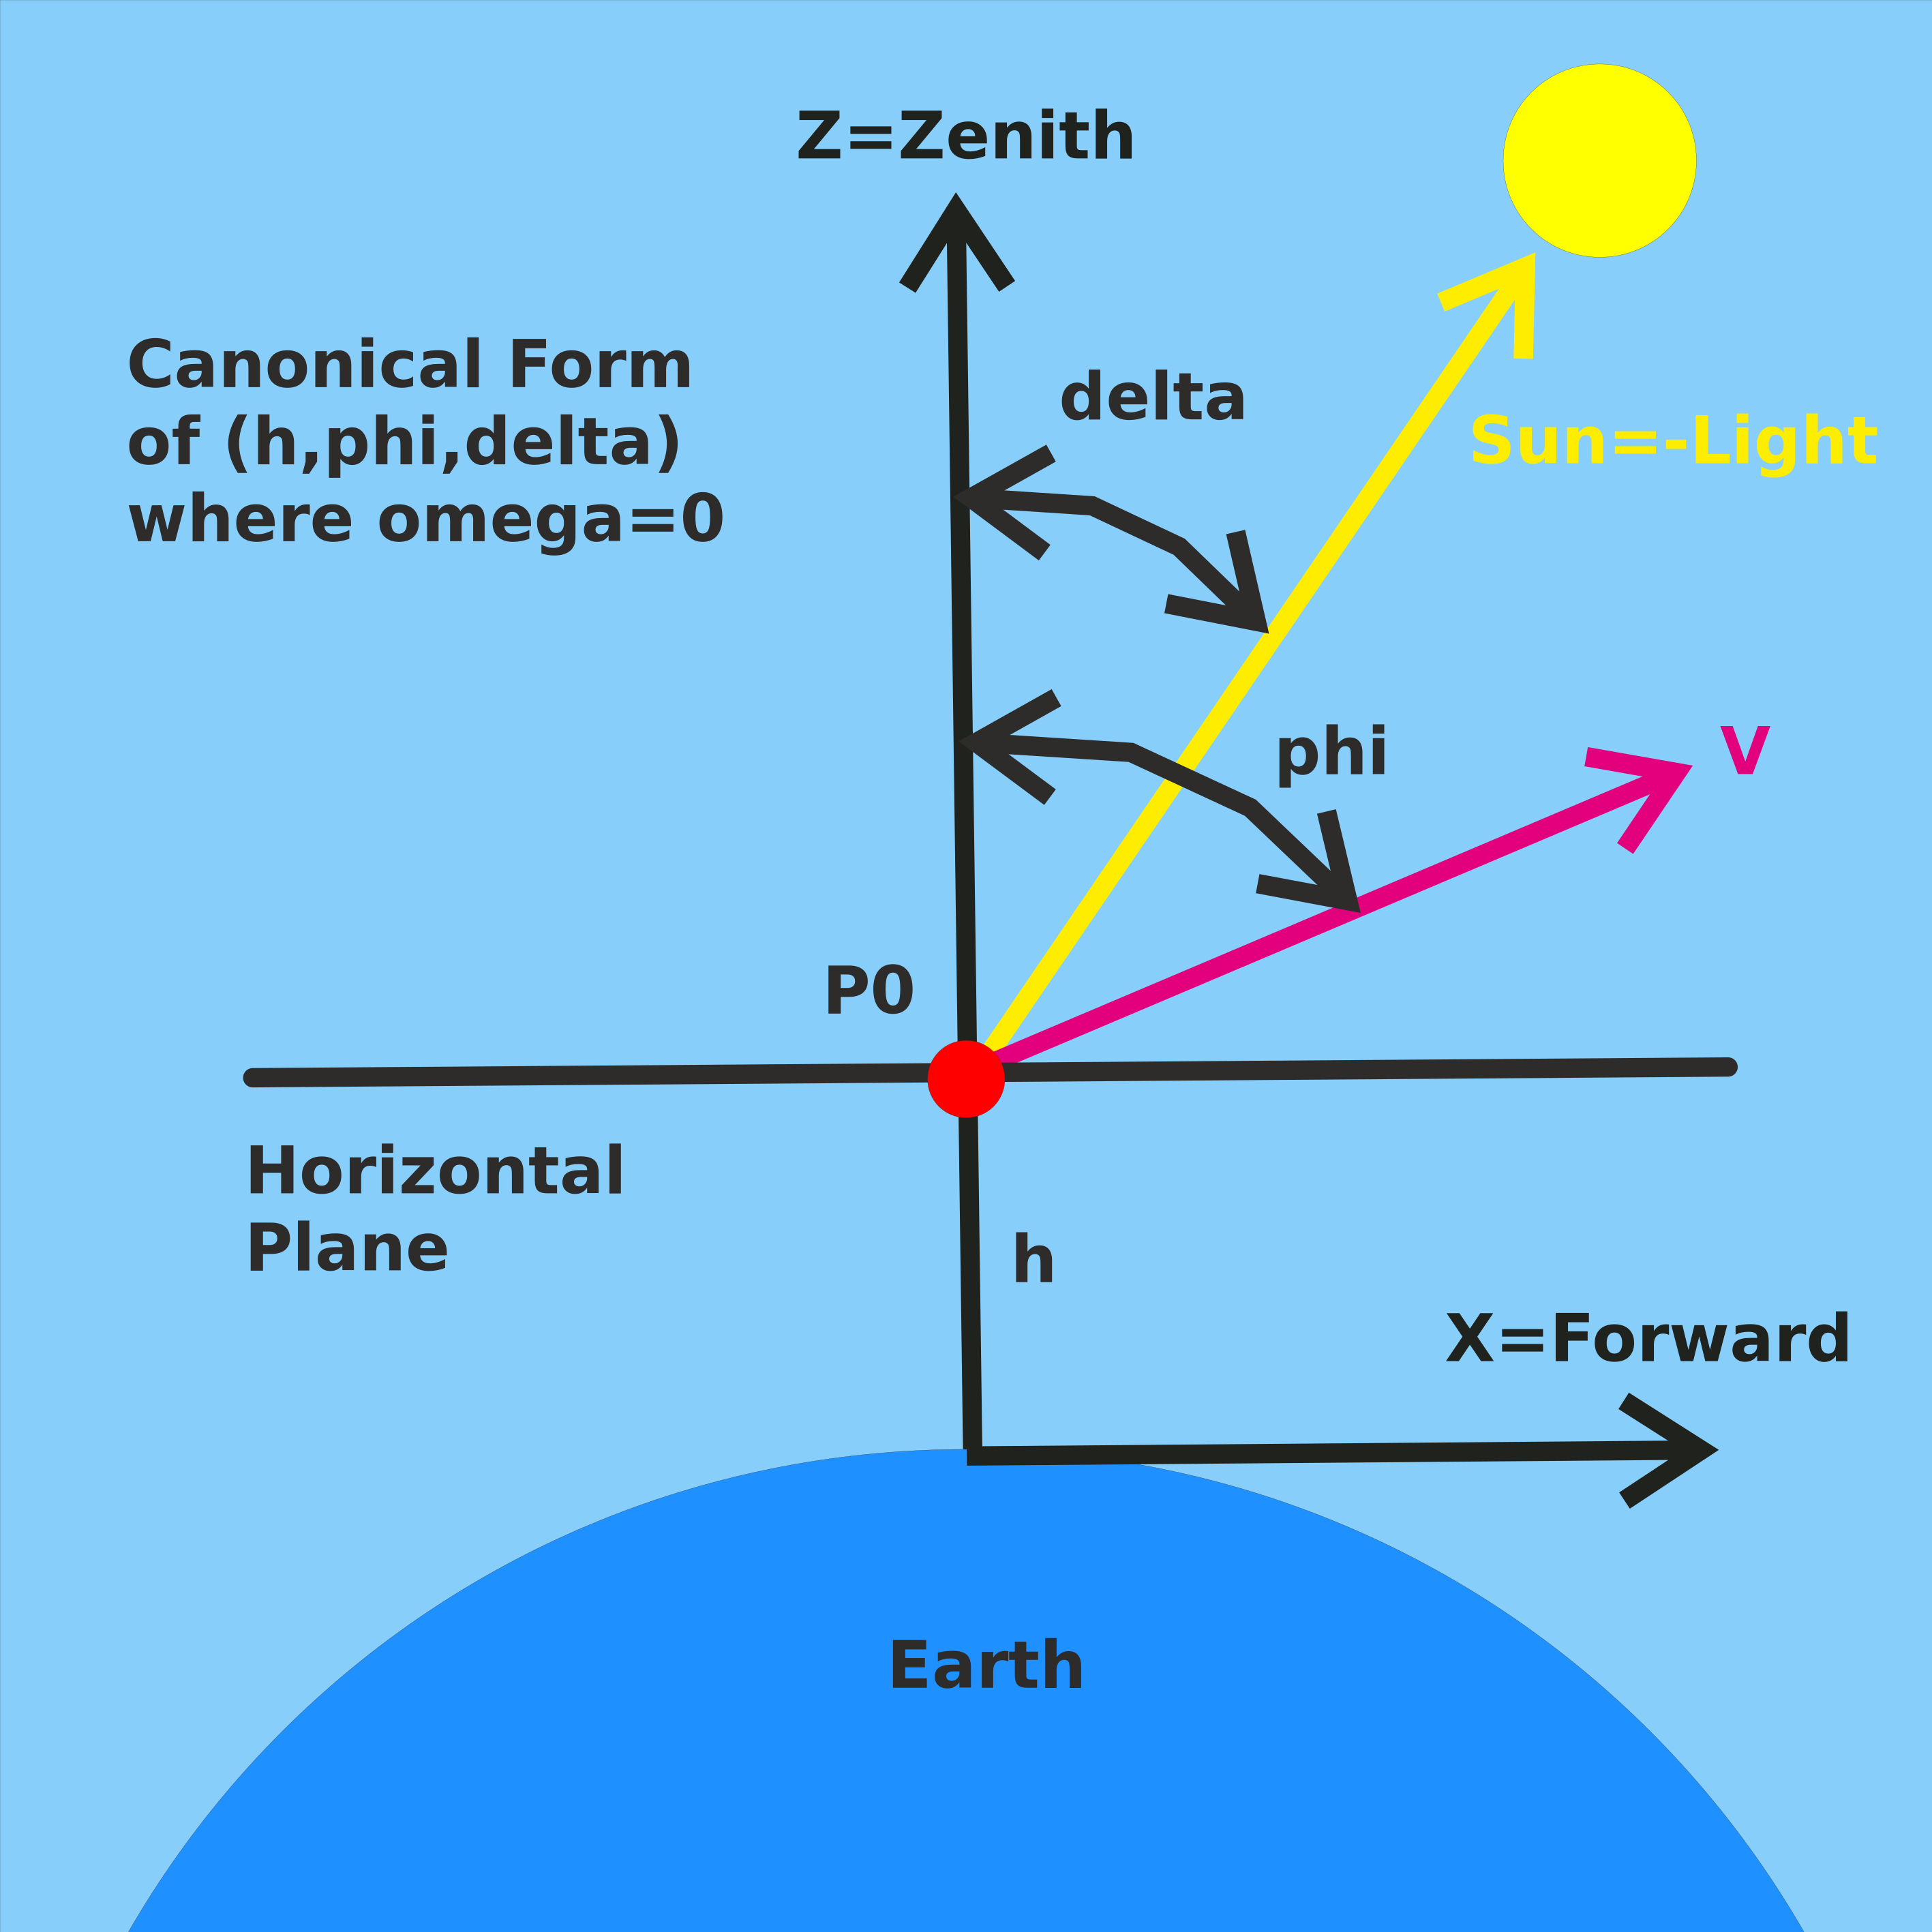 Z=Zenith
Canonical Form
of (h,phi,delta)
where omega=0
delta
Sun=-Light
phi
V
P0
Horizontal
Plane
h
X=Forward
Earth